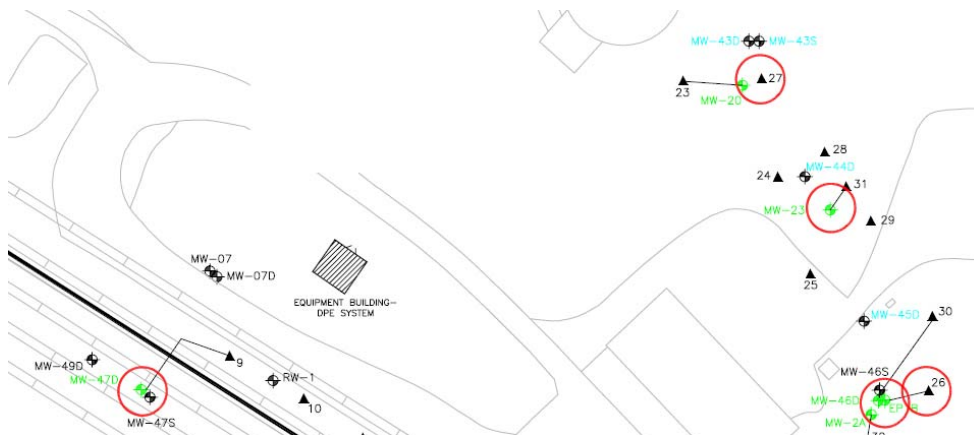 MW-43D
MW-43S
23
27
MW-20
28
MW-44D
24
31
MW-23
29
MW-07
MW-07D
25
EQUIPMENT BUILDING-
DPE SYSTEM
30
MW-45D
MW-49D
9
MW-46S
MW-47D
RW-1
26
MW-46D
10
MW-2A
MW-47S